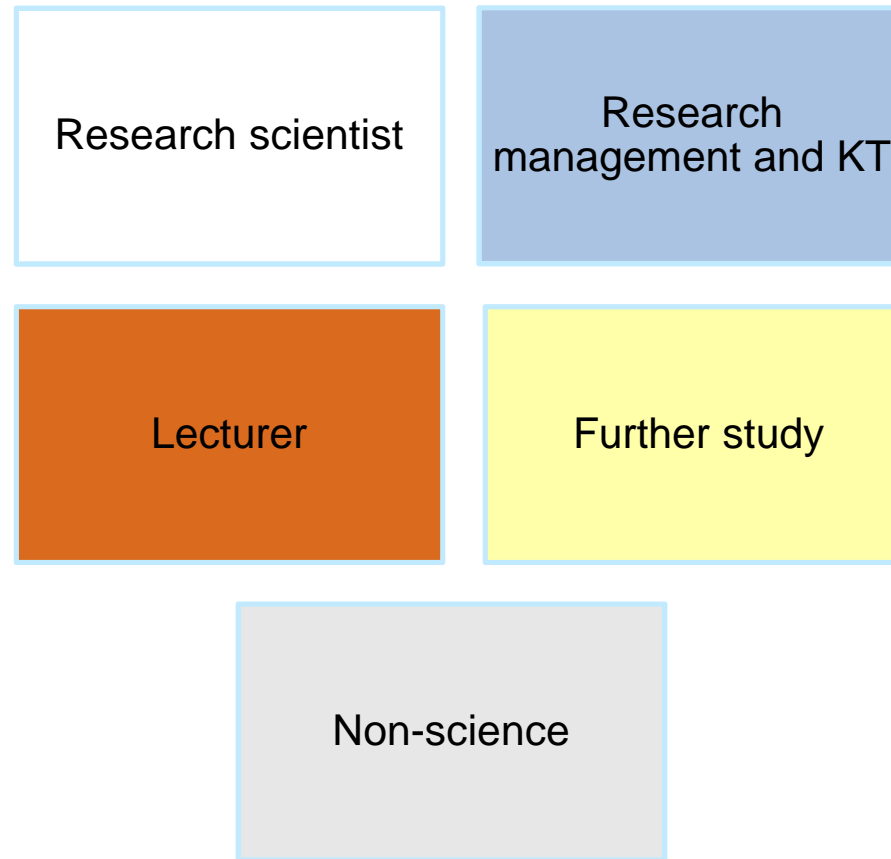 Research scientist
Research
management and KT
Lecturer
Further study
Non-science